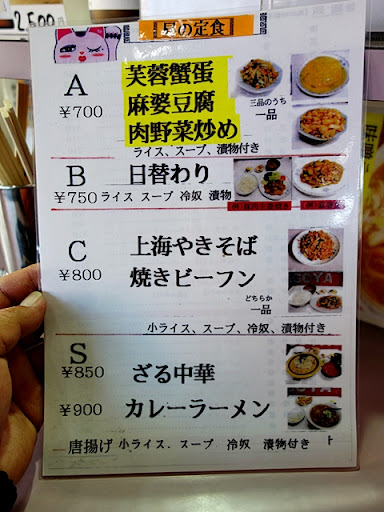 2,500
昼の定食
A
¥700
芙蓉蟹蛋
麻婆豆腐
肉野菜炒め
三品のうち
一品
ライス、スープ、漬物付き
B
¥750
日替わり
ライス スープ 冷奴 漬物
C
¥800
上海やきそば
焼きビーフン
どちらか
一品
小ライス、スープ、冷奴、漬物付き
S
¥850
ざる中華
¥900
カレーラーメン
唐揚げ 小ライス、スープ 冷奴 漬物付き ト